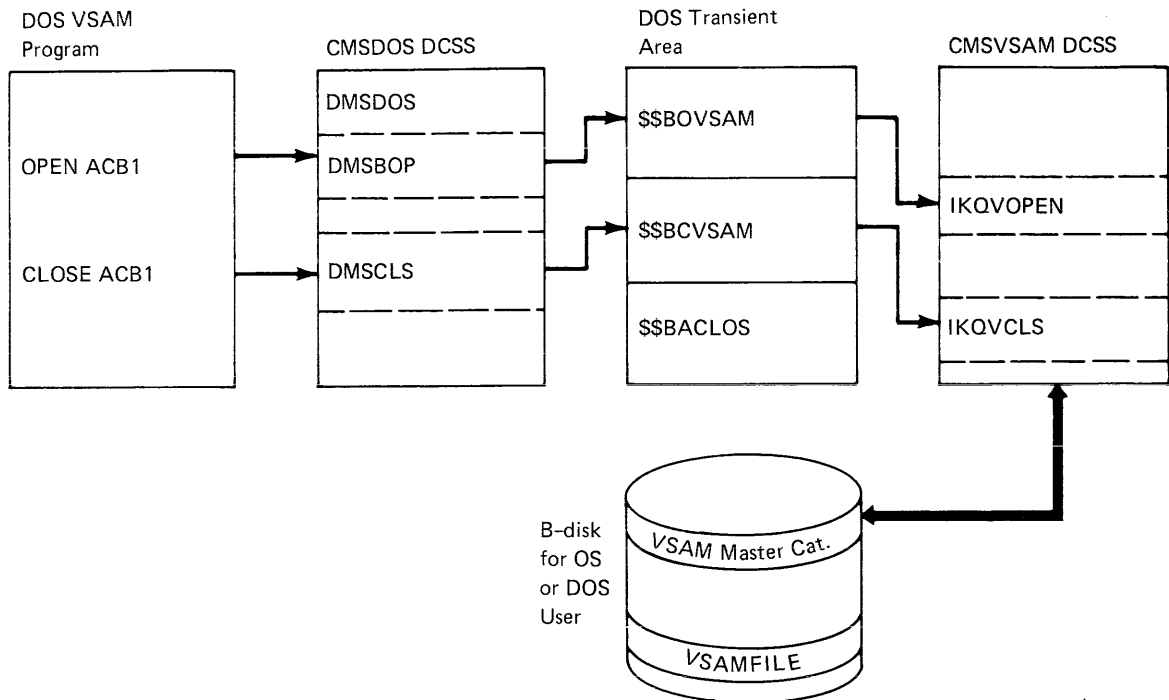 DOS VSAM
Program
CMSDOS DCSS
DOS Transient
Area
CMSVSAM DCSS
DMSDOS
$$BOVSAM
OPEN ACB1
DMSBOP
IKQVOPEN
$$BCVSAM
CLOSE ACB1
DMSCLS
$$BACLOS
IKQVCLS
B-disk
for OS
or DOS
User
VSAM Master Cat.
VSAMFILE